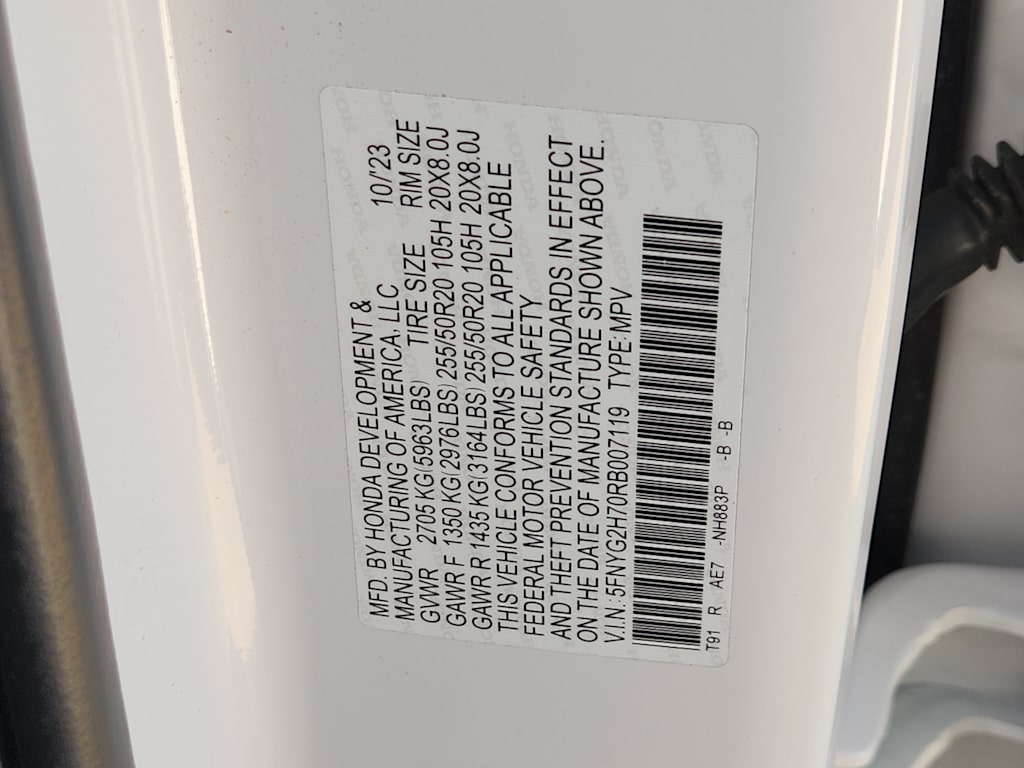 MFD. BY HONDA DEVELOPMENT & 10/'23
MANUFACTURING OF AMERICA, LLC
GVWR 2705 KG(5963LBS) TIRE SIZE RIM SIZE
GAWR F 1350 KG(2976LBS) 255/50R20 105H 20X8.0J
GAWR R 1435 KG(3164LBS) 255/50R20 105H 20X8.0J
THIS VEHICLE CONFORMS TO ALL APPLICABLE
FEDERAL MOTOR VEHICLE SAFETY
AND THEFT PREVENTION STANDARDS IN EFFECT
ON THE DATE OF MANUFACTURE SHOWN ABOVE.
V.I.N.:5FNYG2H70RB007119 TYPE:MPV
T91 R AE7 -NH883P -B -B